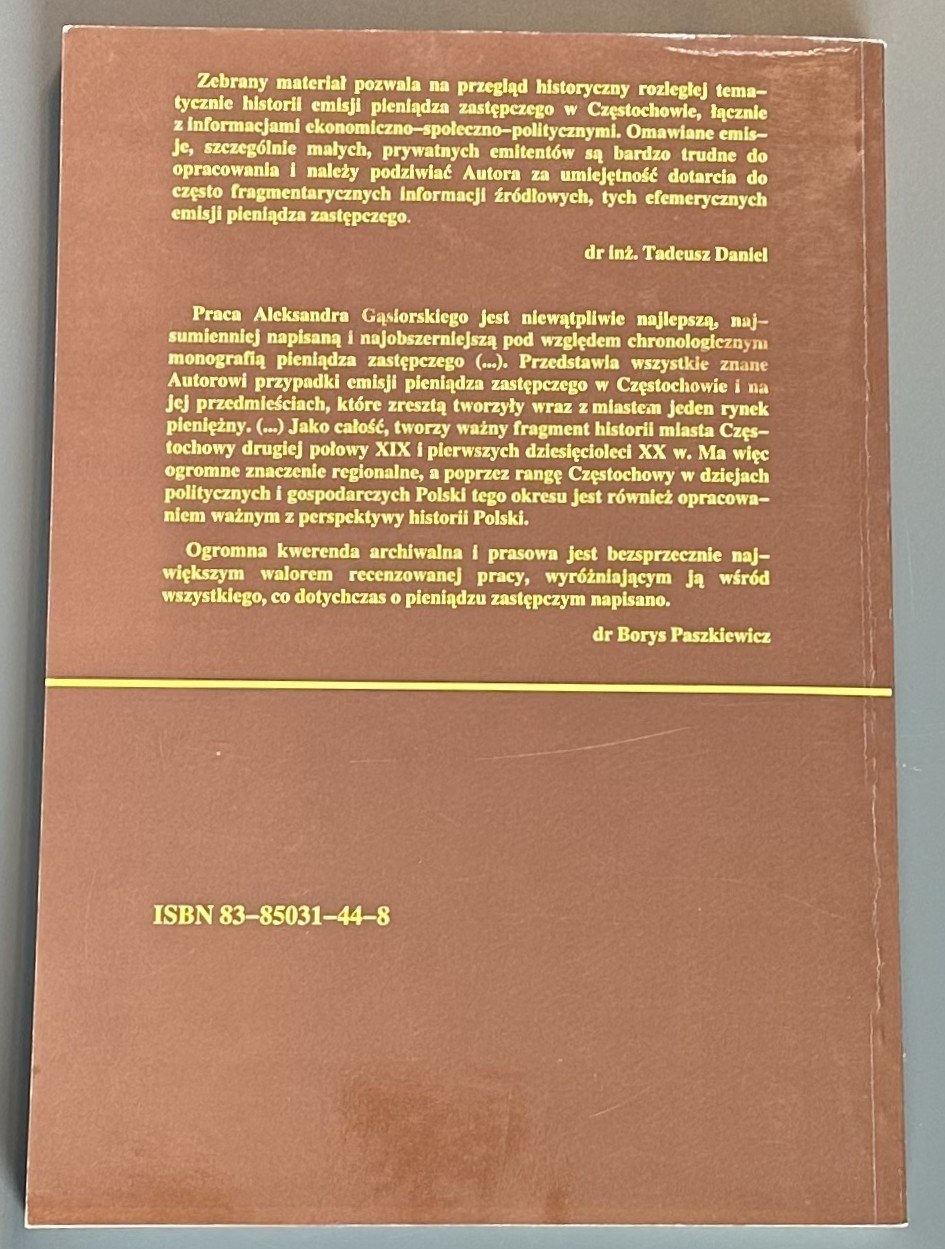 Zebrany materiał pozwala na przegląd historyczny rozległej tema–
tycznie historii emisji pieniądza zastępczego w Częstochowie, łącznie
z informacjami ekonomiczno–społeczno–politycznymi. Omawiane emis–
je, szczególnie małych, prywatnych emitentów są bardzo trudne do
opracowania i należy podziwiać Autora za umiejętność dotarcia do
często fragmentarycznych informacji źródłowych, tych efemerycznych
emisji pieniądza zastępczego.
dr inż. Tadeusz Daniel
Praca Aleksandra Gąsiorskiego jest niewątpliwie najlepszą, naj–
sumienniej napisaną i najobszerniejszą pod względem chronologicznym
monografią pieniądza zastępczego (...). Przedstawia wszystkie znane
Autorowi przypadki emisji pieniądza zastępczego w Częstochowie i na
jej przedmieściach, które zresztą tworzyły wraz z miastem jeden rynek
pieniężny. (...) Jako całość, tworzy ważny fragment historii miasta Częs–
tochowy drugiej połowy XIX i pierwszych dziesięcioleci XX w. Ma więc
ogromne znaczenie regionalne, a poprzez rangę Częstochowy w dziejach
politycznych i gospodarczych Polski tego okresu jest również opracowa–
niem ważnym z perspektywy historii Polski.
Ogromna kwerenda archiwalna i prasowa jest bezsprzecznie naj–
większym walorem recenzowanej pracy, wyróżniającym ją wśród
wszystkiego, co dotychczas o pieniądzu zastępczym napisano.
dr Borys Paszkiewicz
ISBN 83–85031–44–8